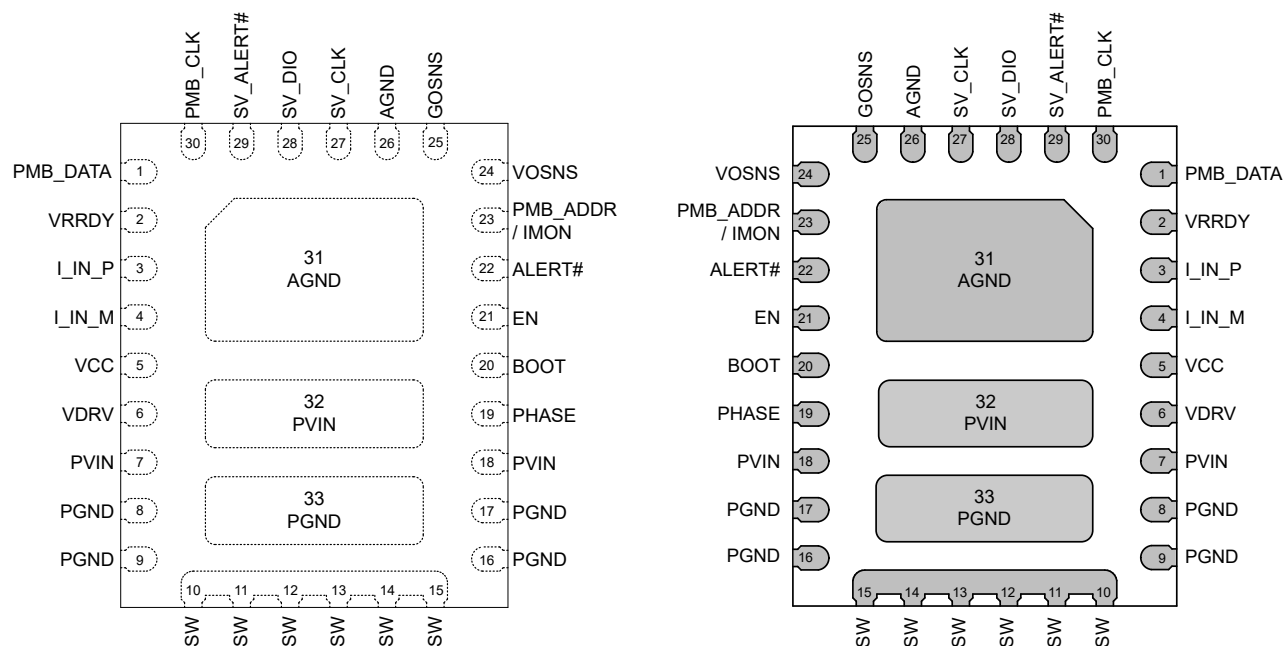 PMB_CLK
SV_ALERT#
SV_DIO
SV_CLK
AGND
GOSNS
30
29
28
27
26
25
PMB_DATA 1
VRRDY 2
I_IN_P 3
I_IN_M 4
VCC 5
VDRV 6
PVIN 7
PGND 8
PGND 9
24 VOSNS
23 PMB_ADDR
/ IMON
22 ALERT#
21 EN
20 BOOT
19 PHASE
18 PVIN
17 PGND
16 PGND
31
AGND
32
PVIN
33
PGND
10
11
12
13
14
15
SW
SW
SW
SW
SW
SW
GOSNS
AGND
SV_CLK
SV_DIO
SV_ALERT#
PMB_CLK
25
26
27
28
29
30
VOSNS 24
PMB_ADDR
/ IMON 23
ALERT# 22
EN 21
BOOT 20
PHASE 19
PVIN 18
PGND 17
PGND 16
1 PMB_DATA
2 VRRDY
3 I_IN_P
4 I_IN_M
5 VCC
6 VDRV
7 PVIN
8 PGND
9 PGND
31
AGND
32
PVIN
33
PGND
15
14
13
12
11
10
SW
SW
SW
SW
SW
SW